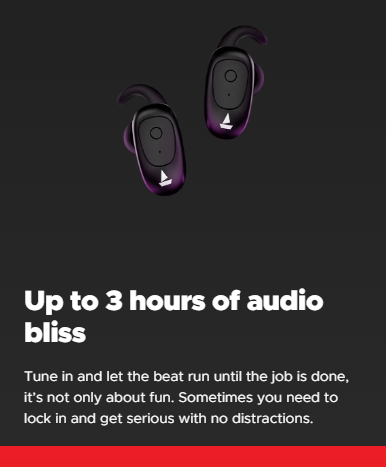 Up to 3 hours of audio
bliss
Tune in and let the beat run until the job is done,
it's not only about fun. Sometimes you need to
lock in and get serious with no distractions.